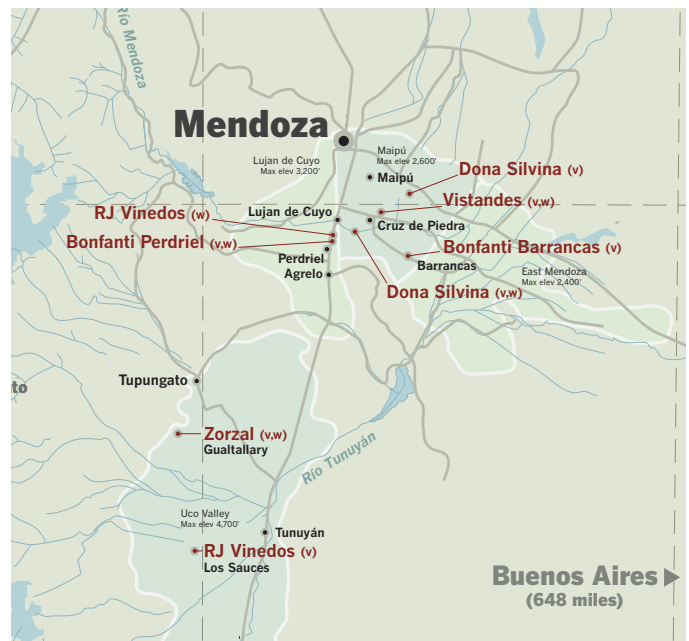 Río Mendoza
Mendoza
Lujan de Cuyo
Max elev 3,200'
Maipú
Max elev 2,600'
Maipú
Dona Silvina (v)
Vistandes (v,w)
RJ Vinedos (w)
Lujan de Cuyo
Cruz de Piedra
Bonfanti Perdriel (v,w)
Bonfanti Barrancas (v)
Perdriel
Barrancas
Agrelo
East Mendoza
Max elev 2,400'
Dona Silvina (v,w)
Tupungato
to
Zorzal (v,w)
Gualtallary
Río Tunuyán
Uco Valley
Max elev 4,700'
Tunuyán
RJ Vinedos (v)
Los Sauces
Buenos Aires
(648 miles)